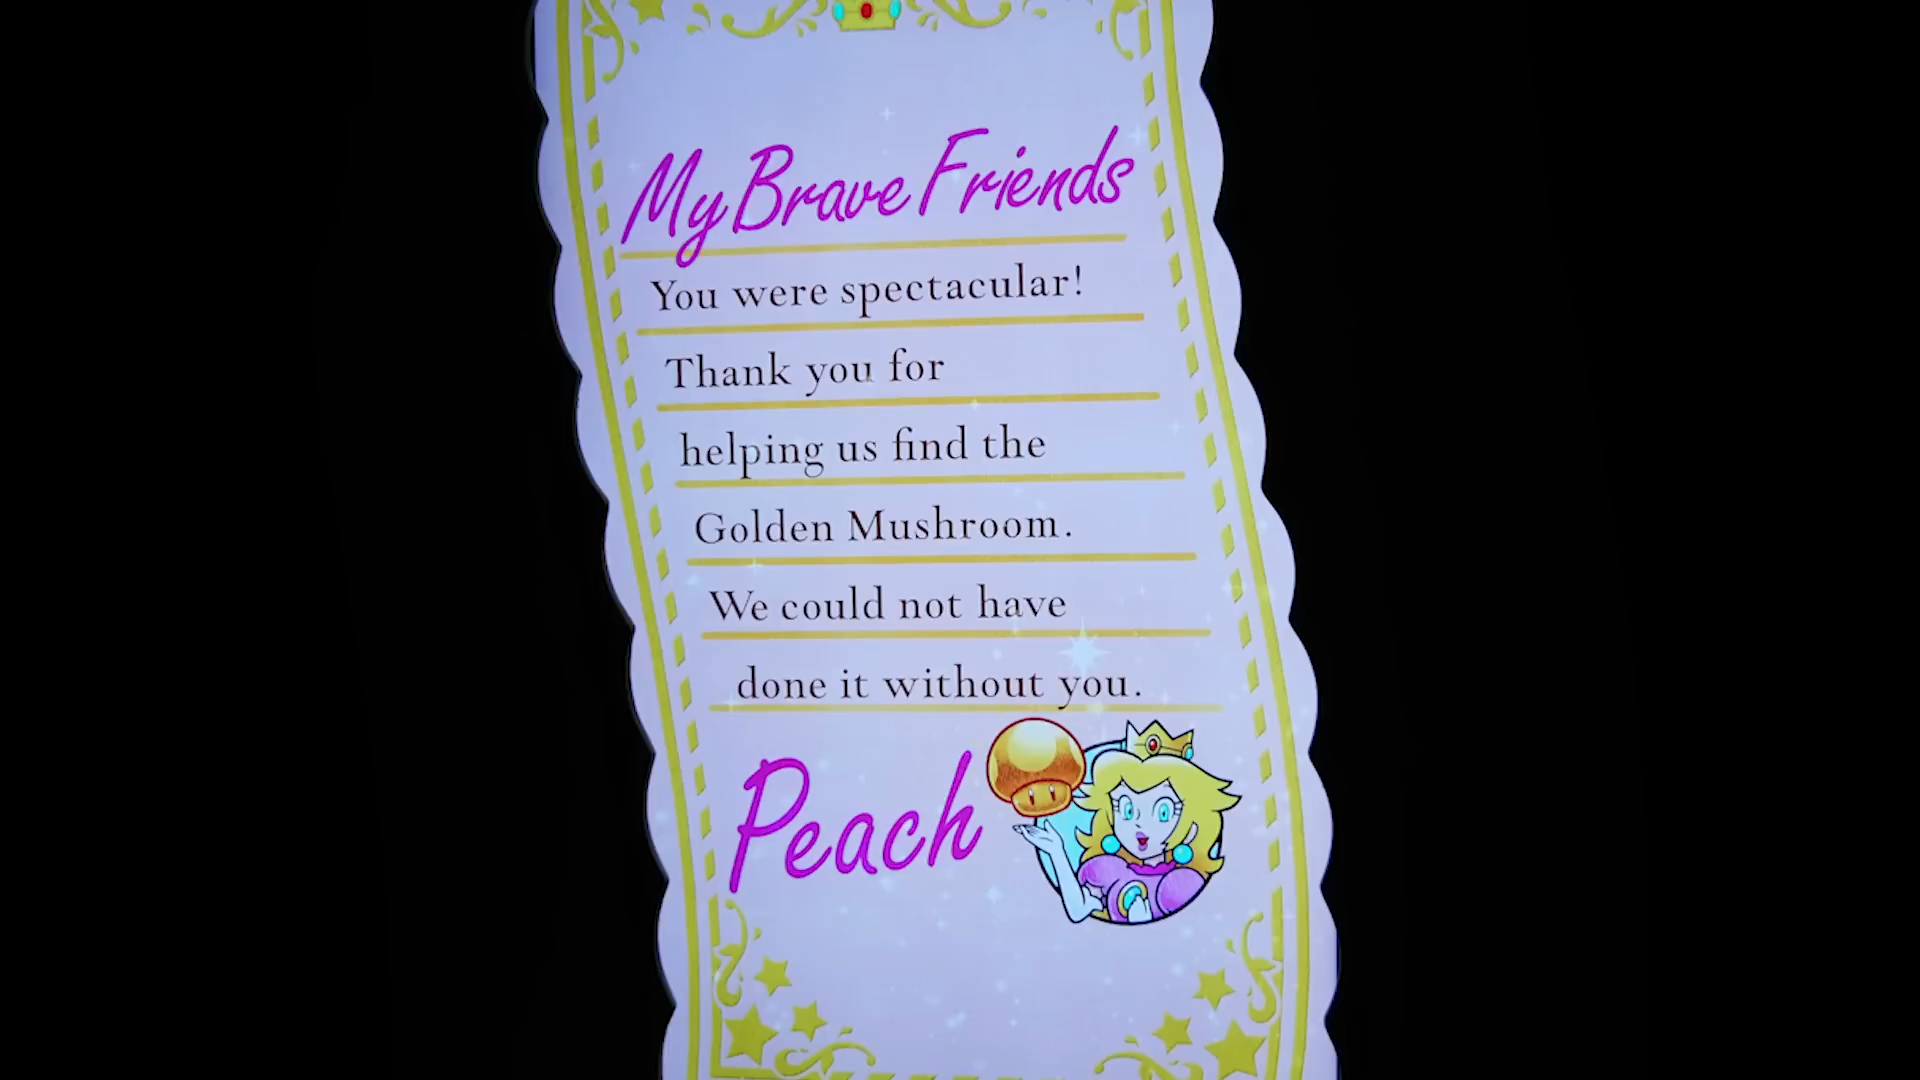 My Brave Friends
You were spectacular!
Thank you for
helping us find the
Golden Mushroom.
We could not have
done it without you.
Peach